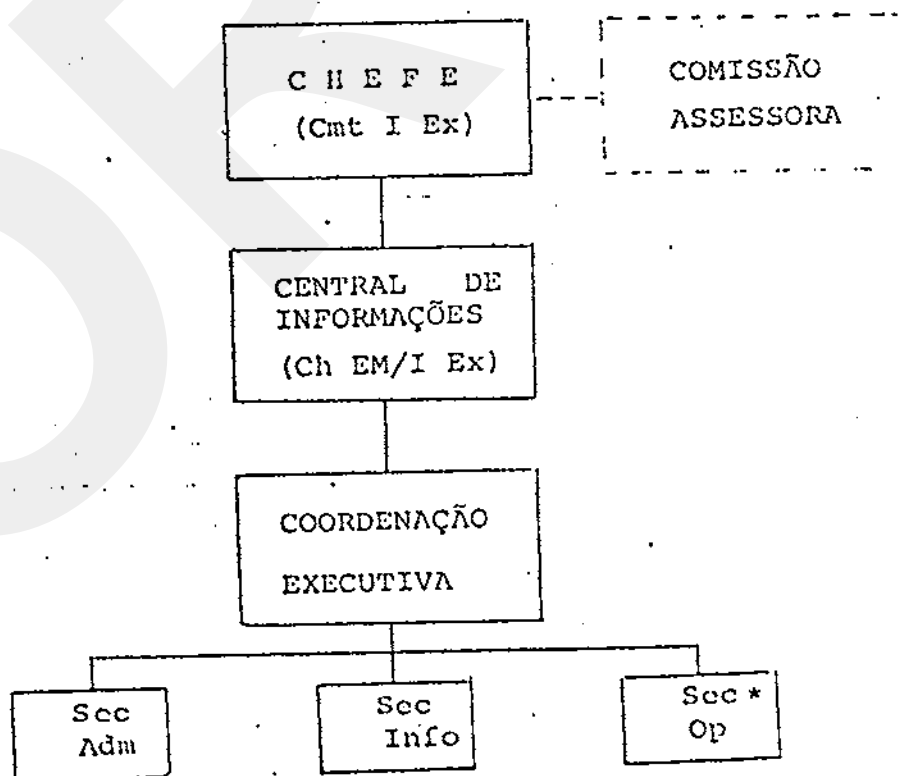 C H E F E
(Cmt I Ex)
COMISSÃO
ASSESSORA
CENTRAL DE
INFORMAÇÕES
(Ch EM/I Ex)
COORDENAÇÃO
EXECUTIVA
Sec
Adm
Sec
Info
Sec *
Op